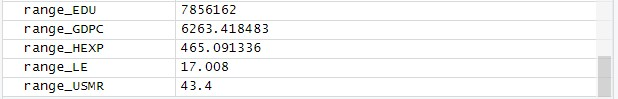 range_EDU 7856162
range_GDPC 6263.418483
range_HEXP 465.091336
range_LE 17.008
range_USMR 43.4